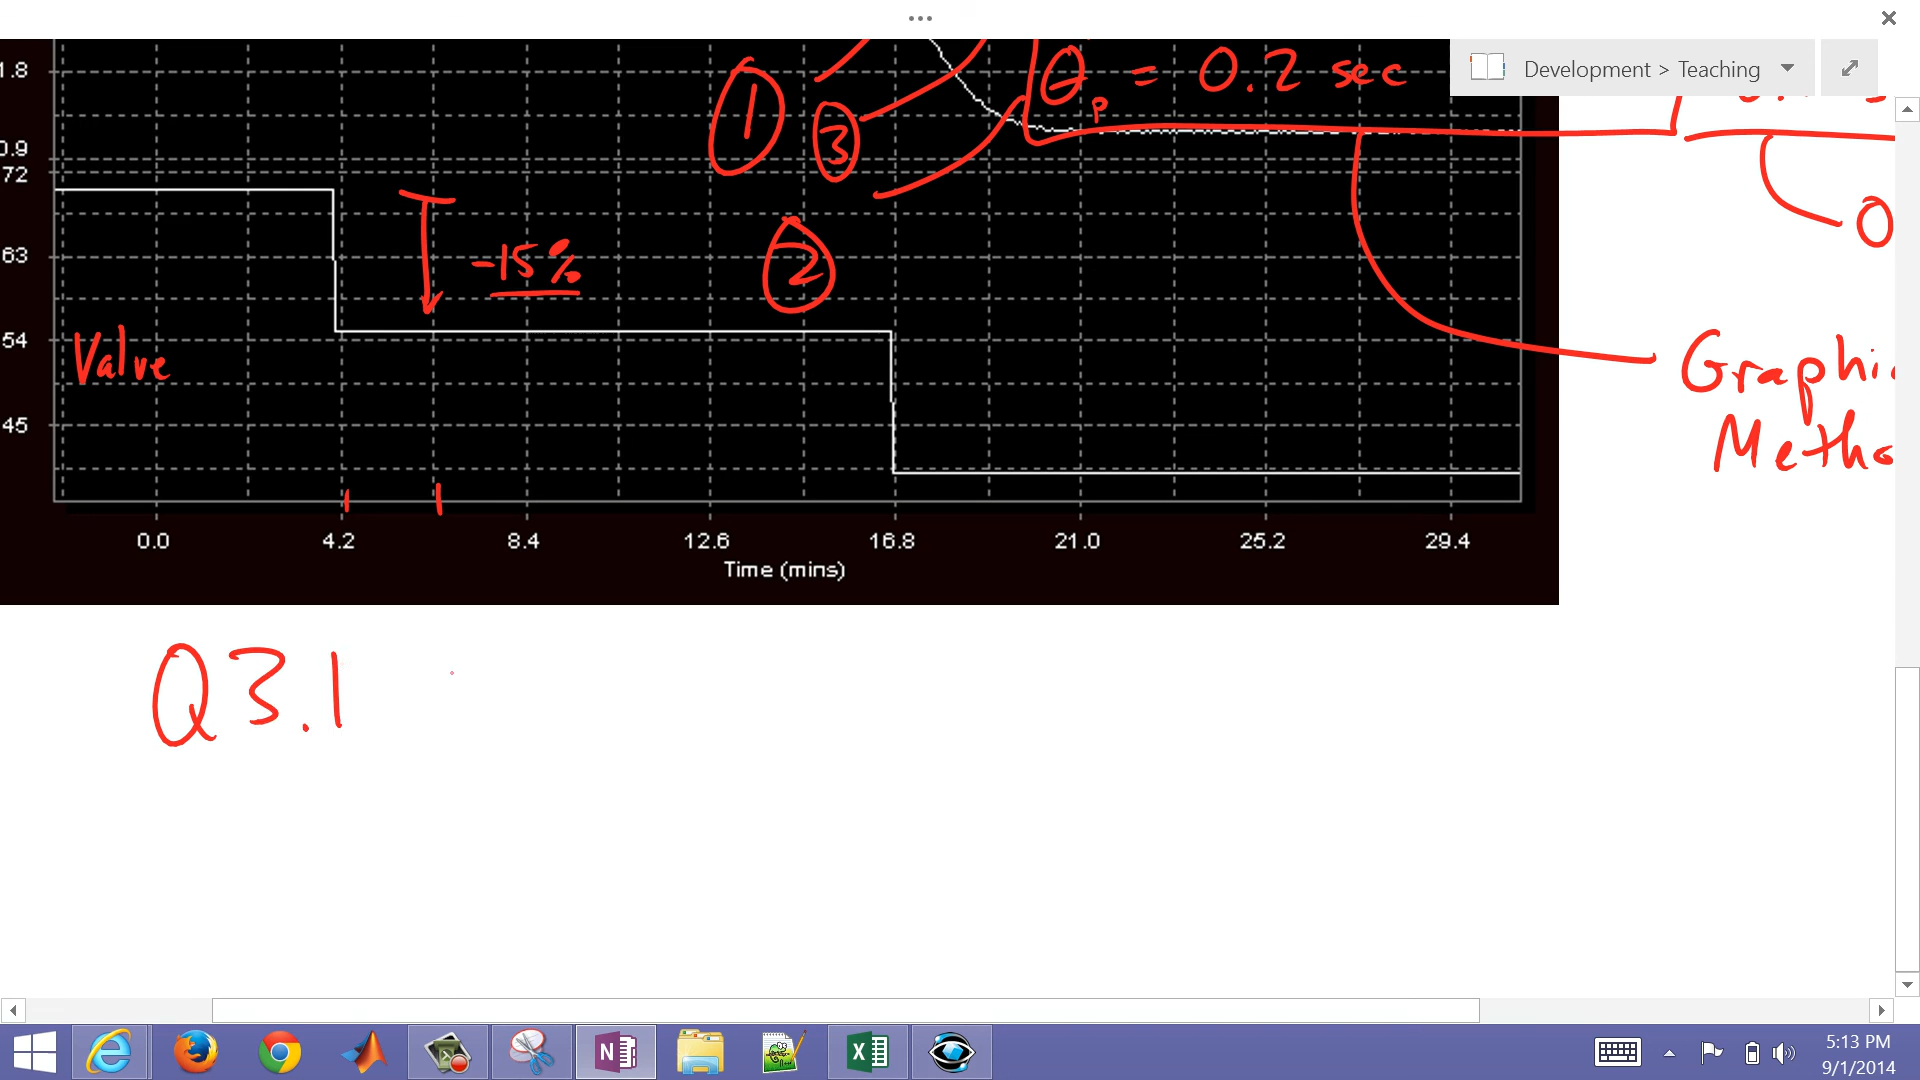 ...
1.8
θp = 0.2 sec
Development > Teaching
0.9
1
3
72
-15%
63
2
0
54
Valve
Graphi
Metho
45
0.0 4.2 8.4 12.6 16.8 21.0 25.2 29.4
Time (mins)
Q3.1
5:13 PM
9/1/2014